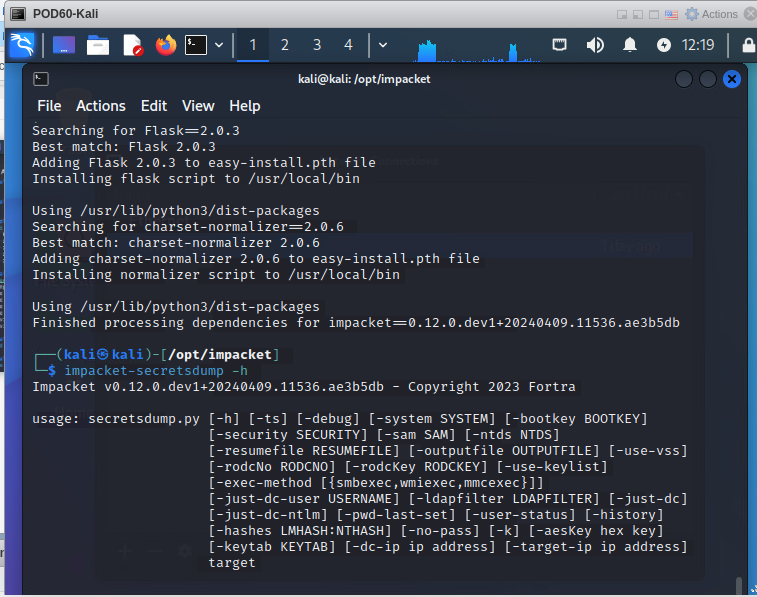 POD60-Kali
Actions
1 2 3 4
12:19
kali@kali: /opt/impacket
File Actions Edit View Help
Searching for Flask==2.0.3
Best match: Flask 2.0.3
Adding Flask 2.0.3 to easy-install.pth file
Installing flask script to /usr/local/bin
Using /usr/lib/python3/dist-packages
Searching for charset-normalizer==2.0.6
Best match: charset-normalizer 2.0.6
Adding charset-normalizer 2.0.6 to easy-install.pth file
Installing normalizer script to /usr/local/bin
Using /usr/lib/python3/dist-packages
Finished processing dependencies for impacket==0.12.0.dev1+20240409.11536.ae3b5db
┌──(kali㉿kali)-[/opt/impacket]
└─$ impacket-secretsdump -h
Impacket v0.12.0.dev1+20240409.11536.ae3b5db - Copyright 2023 Fortra
usage: secretsdump.py [-h] [-ts] [-debug] [-system SYSTEM] [-bootkey BOOTKEY]
[-security SECURITY] [-sam SAM] [-ntds NTDS]
[-resumefile RESUMEFILE] [-outputfile OUTPUTFILE] [-use-vss]
[-rodcNo RODCNO] [-rodcKey RODCKEY] [-use-keylist]
[-exec-method [{smbexec,wmiexec,mmcexec}]]
[-just-dc-user USERNAME] [-ldapfilter LDAPFILTER] [-just-dc]
[-just-dc-ntlm] [-pwd-last-set] [-user-status] [-history]
[-hashes LMHASH:NTHASH] [-no-pass] [-k] [-aesKey hex key]
[-keytab KEYTAB] [-dc-ip ip address] [-target-ip ip address]
target